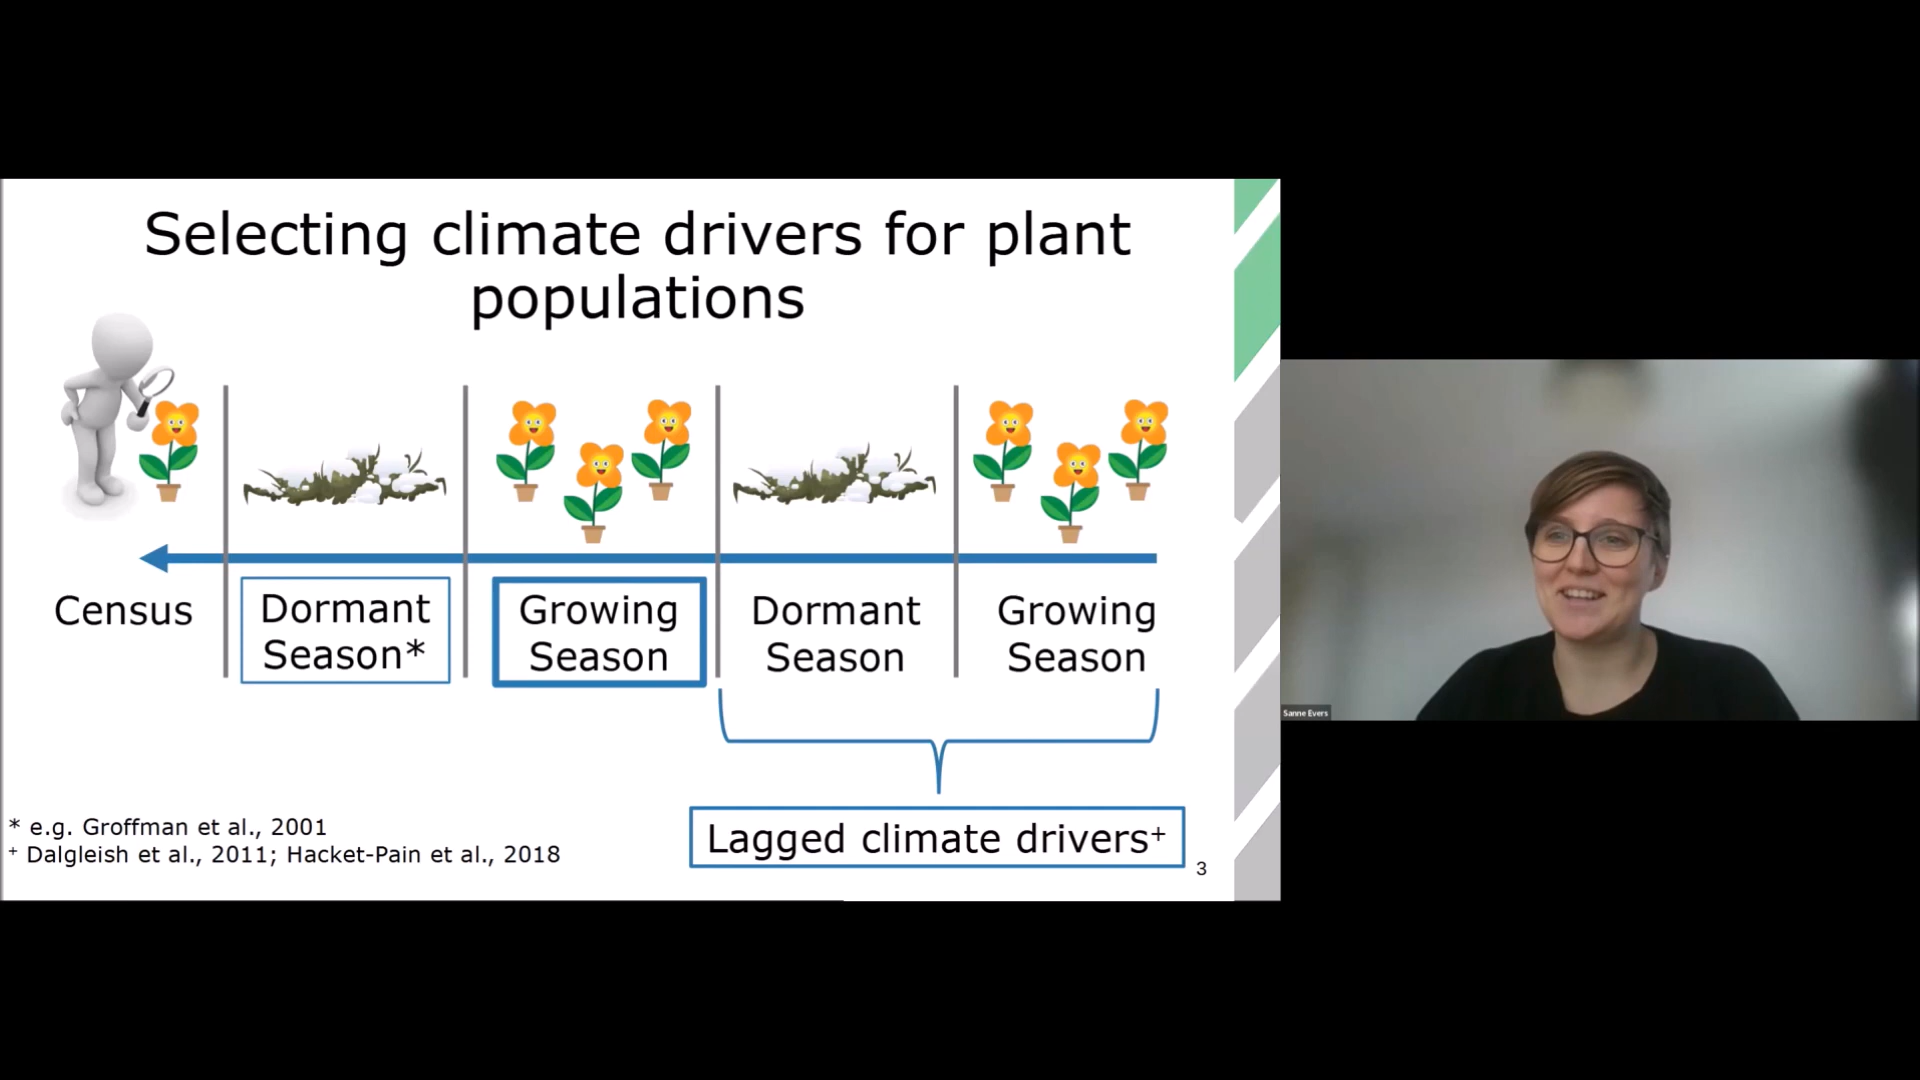 Selecting climate drivers for plant
populations
Census
Dormant
Season*
Growing
Season
Dormant
Season
Growing
Season
Lagged climate drivers⁺
* e.g. Groffman et al., 2001
⁺ Dalgleish et al., 2011; Hacket-Pain et al., 2018
3
Sanne Evers